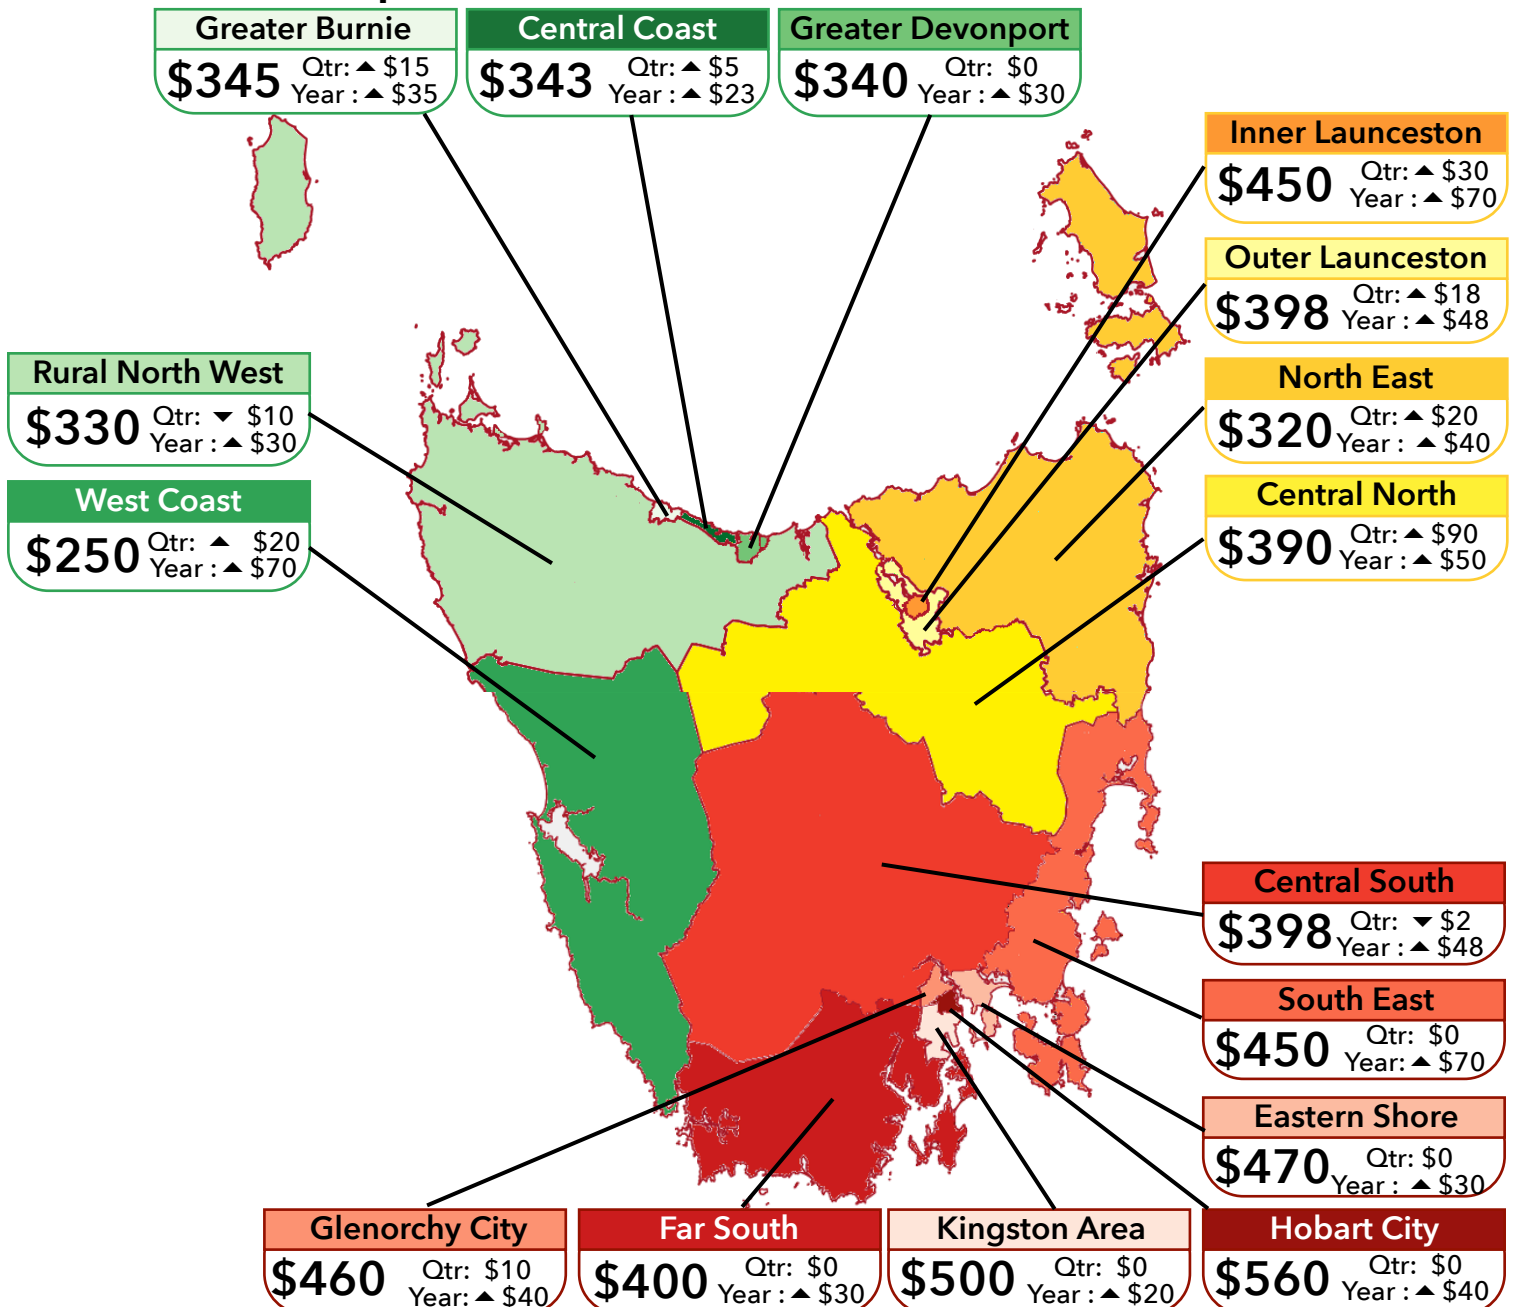 Greater Burnie
$345
Qtr: ▲ $15
Year : ▲ $35
Central Coast
$343
Qtr: ▲ $5
Year : ▲ $23
Greater Devonport
$340
Qtr: $0
Year : ▲ $30
Inner Launceston
$450
Qtr: ▲ $30
Year : ▲ $70
Outer Launceston
$398
Qtr: ▲ $18
Year : ▲ $48
Rural North West
$330
Qtr: ▼ $10
Year : ▲ $30
North East
$320
Qtr: ▲ $20
Year : ▲ $40
West Coast
$250
Qtr: ▲ $20
Year : ▲ $70
Central North
$390
Qtr: ▲ $90
Year : ▲ $50
Central South
$398
Qtr: ▼ $2
Year : ▲ $48
South East
$450
Qtr: $0
Year: ▲ $70
Eastern Shore
$470
Qtr: $0
Year : ▲ $30
Glenorchy City
$460
Qtr: $10
Year: ▲ $40
Far South
$400
Qtr: $0
Year : ▲ $30
Kingston Area
$500
Qtr: $0
Year : ▲ $20
Hobart City
$560
Qtr: $0
Year : ▲ $40